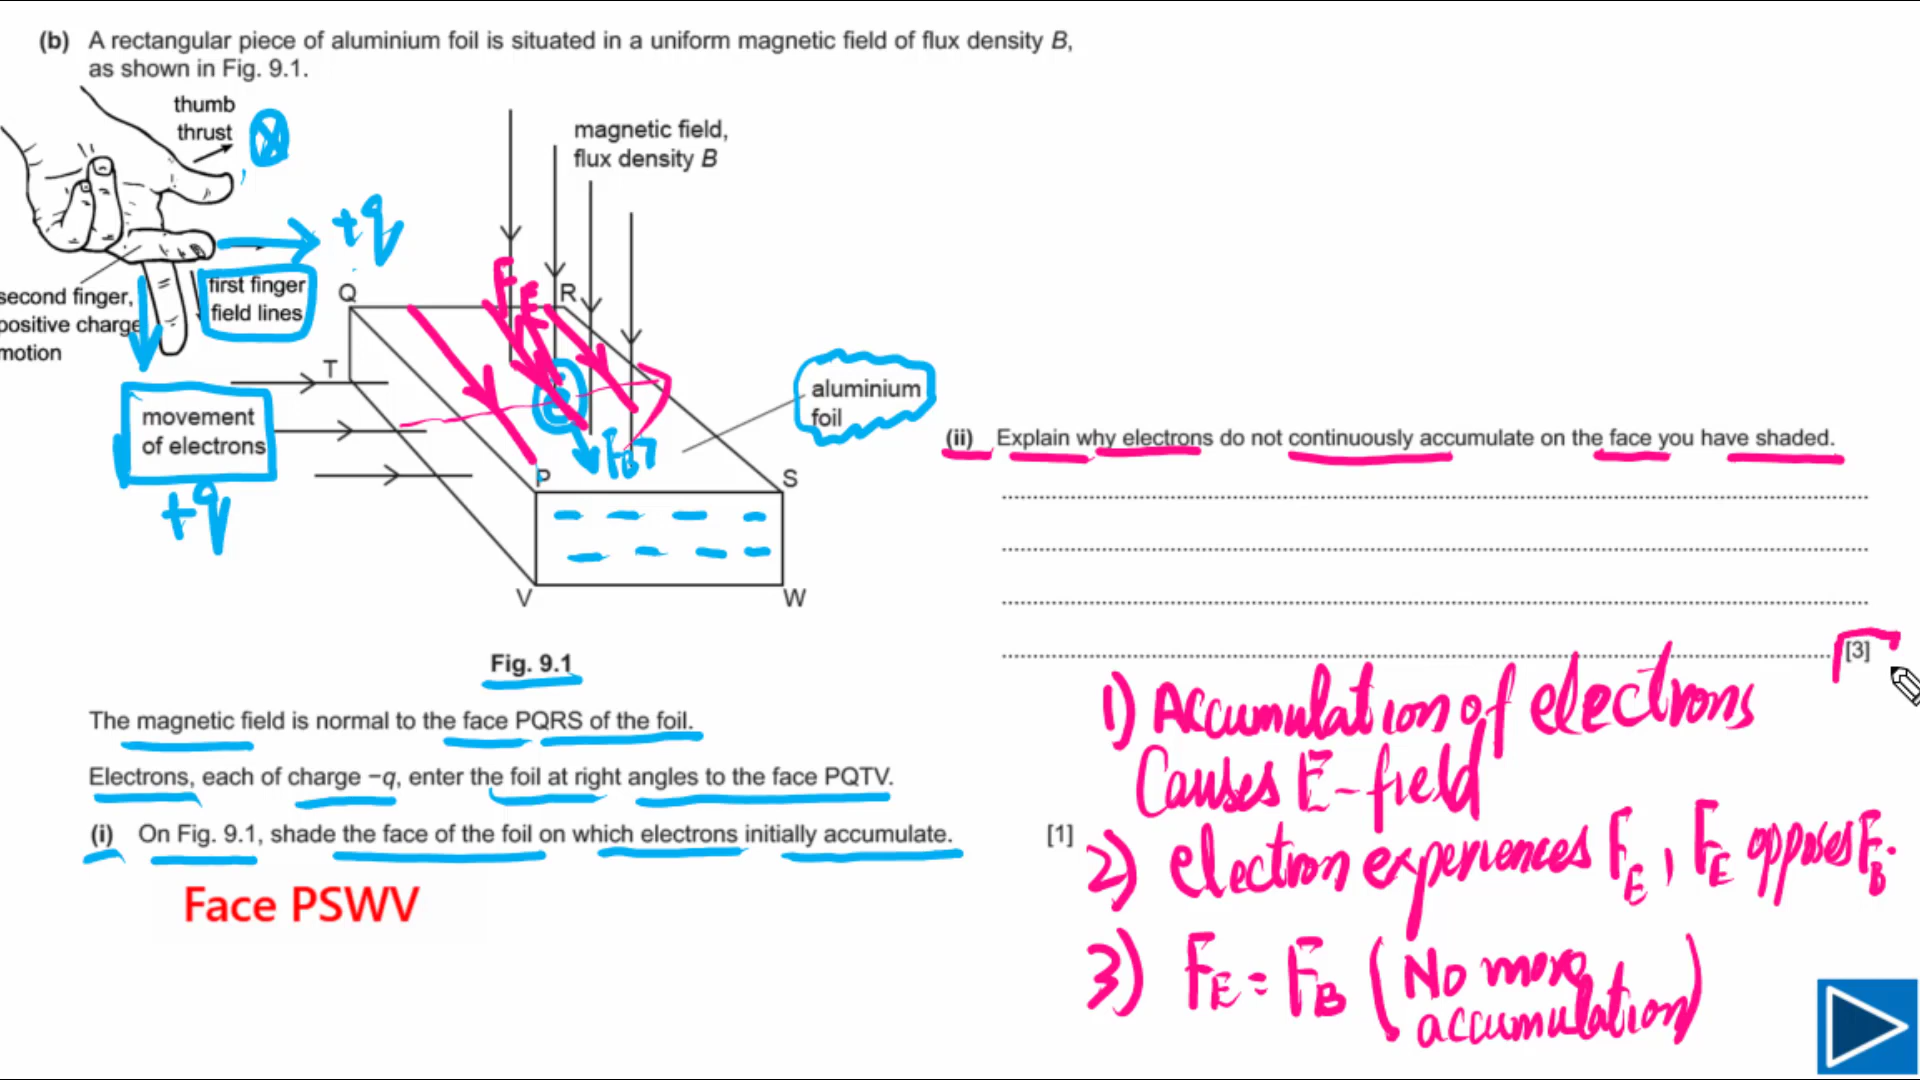 (b) A rectangular piece of aluminium foil is situated in a uniform magnetic field of flux density B,
as shown in Fig. 9.1.
thumb
thrust
magnetic field,
flux density B
+q
first finger
field lines
second finger,
positive charge
motion
Q
R
T
F
E
movement
of electrons
+q
aluminium
foil
FB
P
S
V
W
Fig. 9.1
The magnetic field is normal to the face PQRS of the foil.
Electrons, each of charge −q, enter the foil at right angles to the face PQTV.
(i) On Fig. 9.1, shade the face of the foil on which electrons initially accumulate. [1]
Face PSWV
(ii) Explain why electrons do not continuously accumulate on the face you have shaded.
[3]
1) Accumulation of electrons
Causes E-field
2) electron experiences FE, FE opposes FB.
3) FE = FB (No more
accumulation)